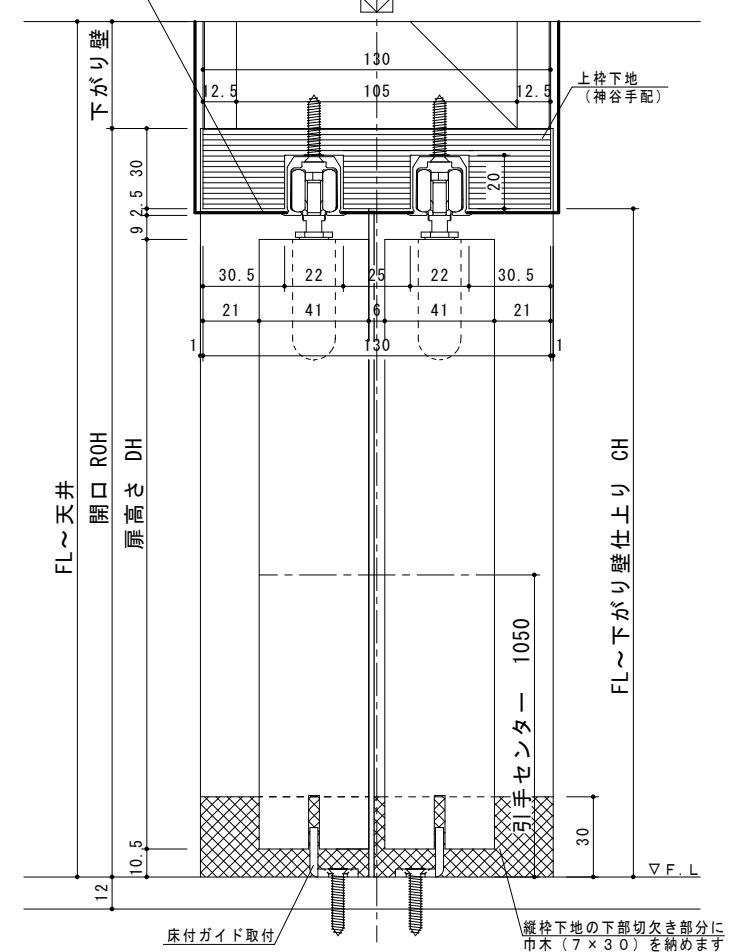 下がり壁
130
12.5
105
12.5
上枠下地
(神谷手配)
30
2.5
9
20
30.5
22
25
22
30.5
21
41
6
41
21
1
130
1
FL～天井
開口 ROH
扉高さ DH
FL～下がり壁仕上り CH
引手センター 1050
30
10.5
12
▽F.L
床付ガイド取付
縦枠下地の下部切欠き部分に
巾木(7×30)を納めます